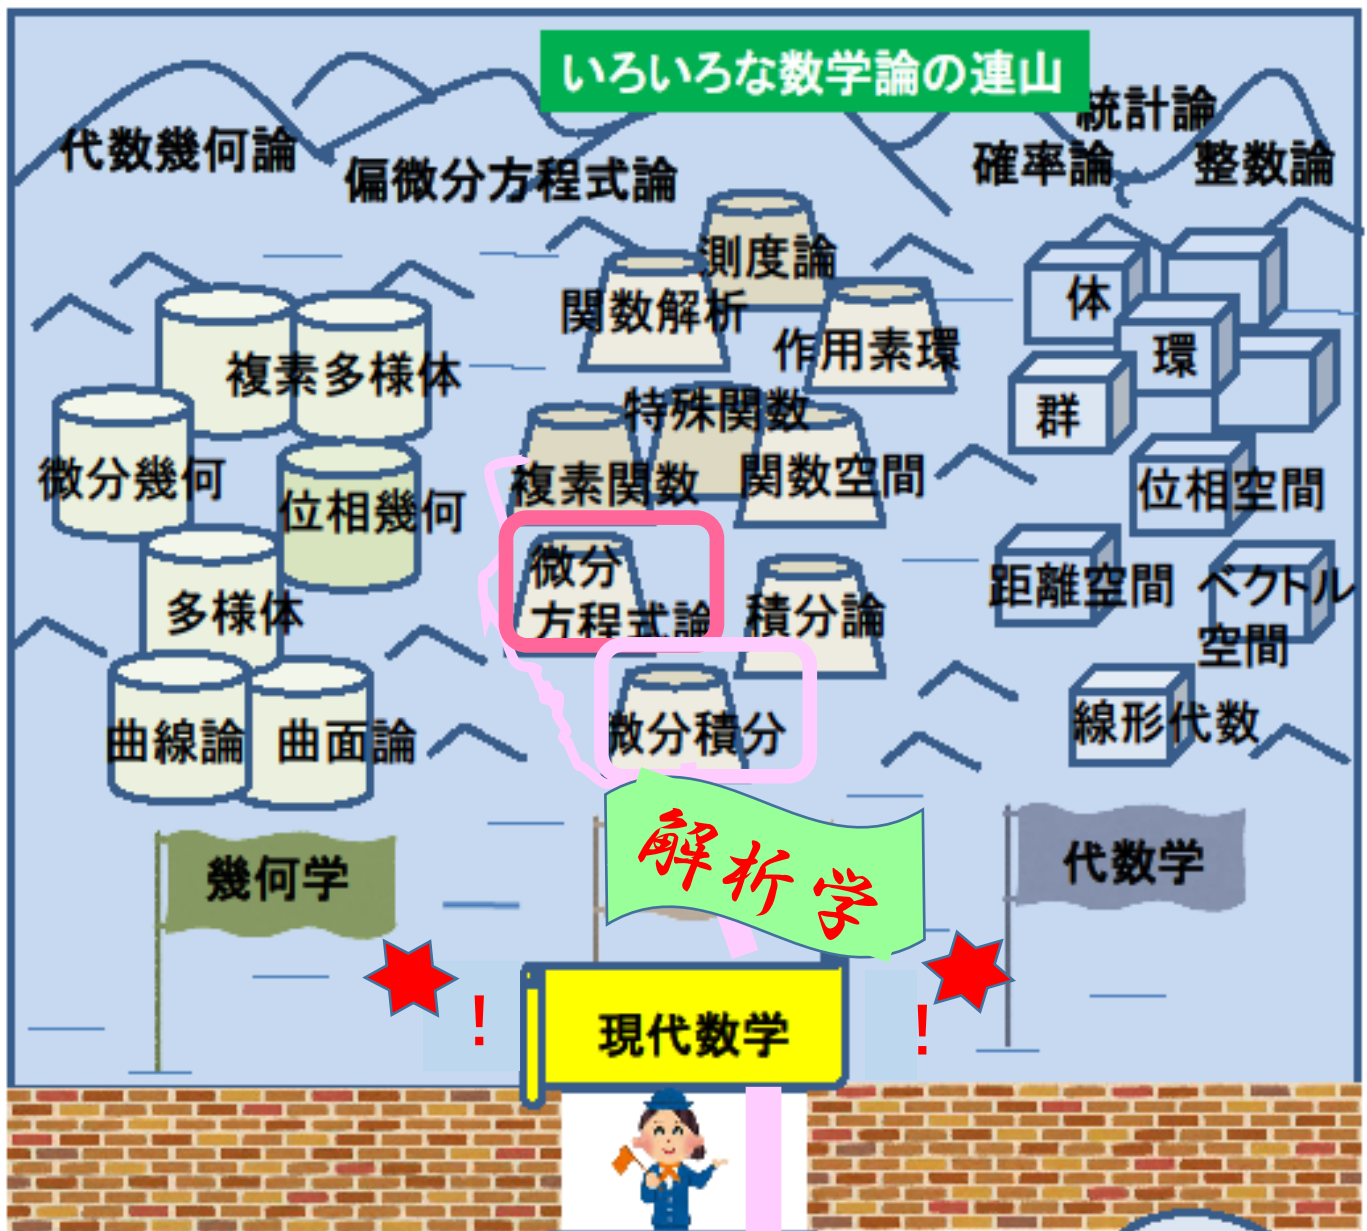 いろいろな数学論の連山
代数幾何論
偏微分方程式論
統計論
確率論
整数論
測度論
関数解析
作用素環
体
環
群
複素多様体
微分幾何
位相幾何
特殊関数
複素関数
関数空間
位相空間
微分
方程式論
積分論
距離空間
ベクトル
空間
多様体
曲線論
曲面論
微分積分
線形代数
幾何学
解析学
代数学
!
現代数学
!